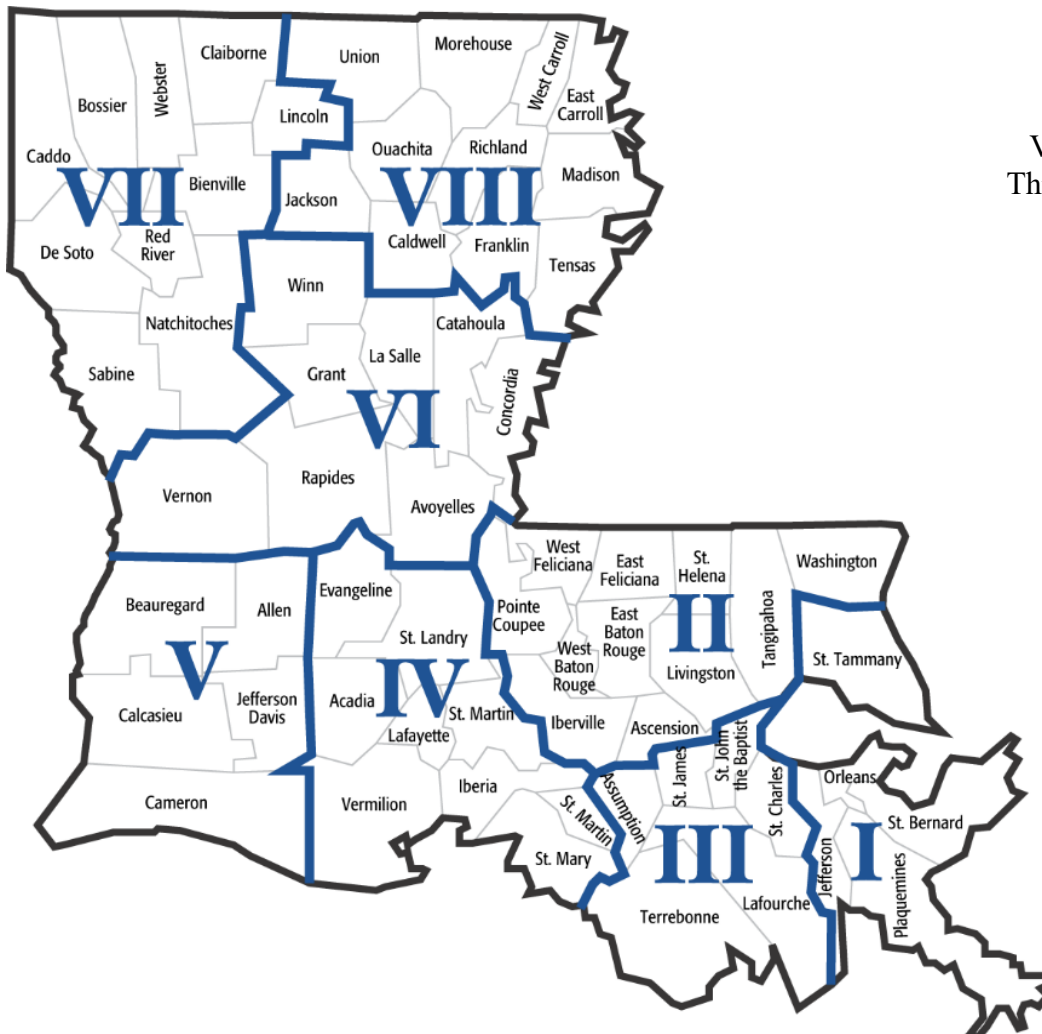 Claiborne
Union
Morehouse
West Carroll
East
Carroll
Webster
Bossier
Lincoln
Caddo
Ouachita
Richland
Madison
V
Th
VII
Bienville
Jackson
VIII
De Soto
Red
River
Caldwell
Franklin
Tensas
Winn
Natchitoches
Catahoula
Sabine
Grant
La Salle
Concordia
VI
Vernon
Rapides
Avoyelles
West
Feliciana
East
Feliciana
St.
Helena
Washington
Beauregard
Allen
Evangeline
Pointe
Coupee
East
Baton
Rouge
II
Tangipahoa
St. Landry
V
West
Baton
Rouge
Livingston
St. Tammany
Calcasieu
Jefferson
Davis
Acadia
IV
St. Martin
Lafayette
Iberville
Ascension
St. John
the Baptist
Cameron
Vermilion
Iberia
St. Martin
Assumption
St. James
St. Charles
Orleans
St. Bernard
St. Mary
III
Jefferson
I
Plaquemines
Terrebonne
Lafourche